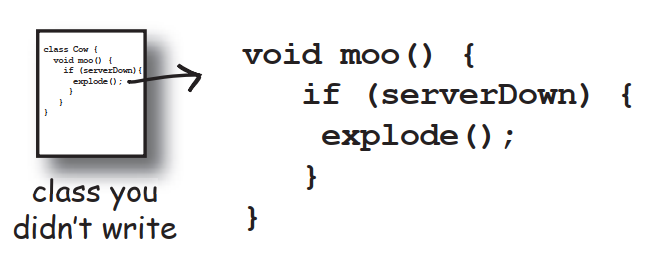 class Cow {
void moo() {
if (serverDown){
explode();
}
}
}
class you
didn't write
void moo() {
if (serverDown) {
explode();
}
}